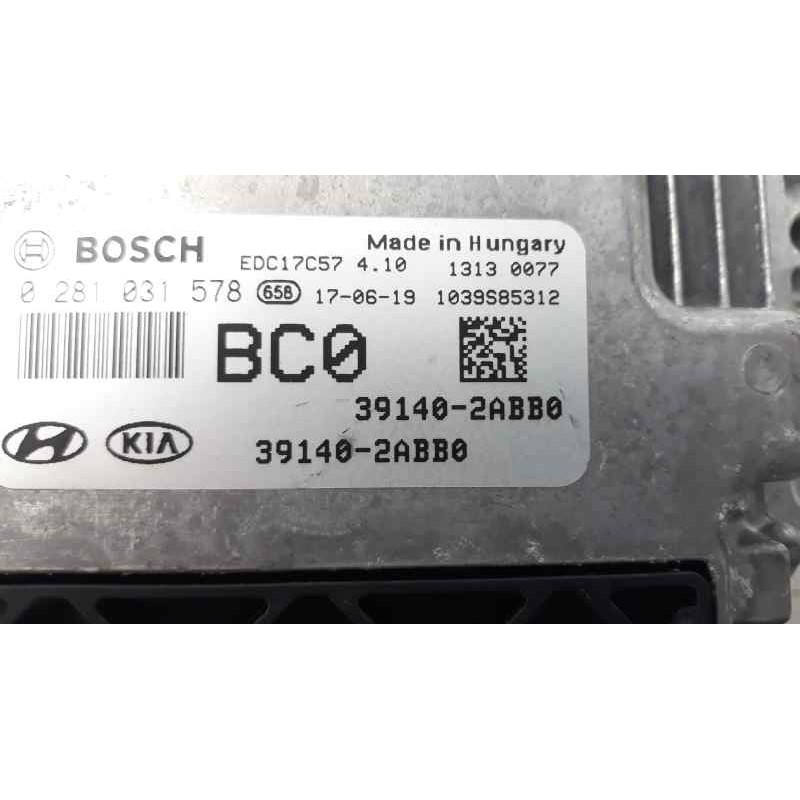 BOSCH
Made in Hungary
EDC17C57 4.10 1313 0077
0 281 031 578 658 17-06-19 1039S85312
BC0
39140-2ABB0
KIA
39140-2ABB0